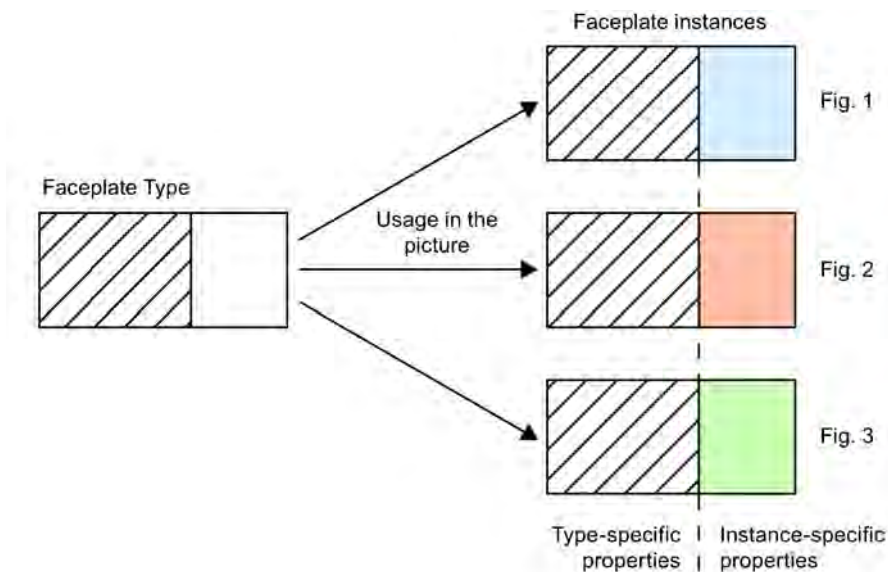 Faceplate instances
Fig. 1
Faceplate Type
Usage in the
picture
Fig. 2
Fig. 3
Type-specific
properties
Instance-specific
properties